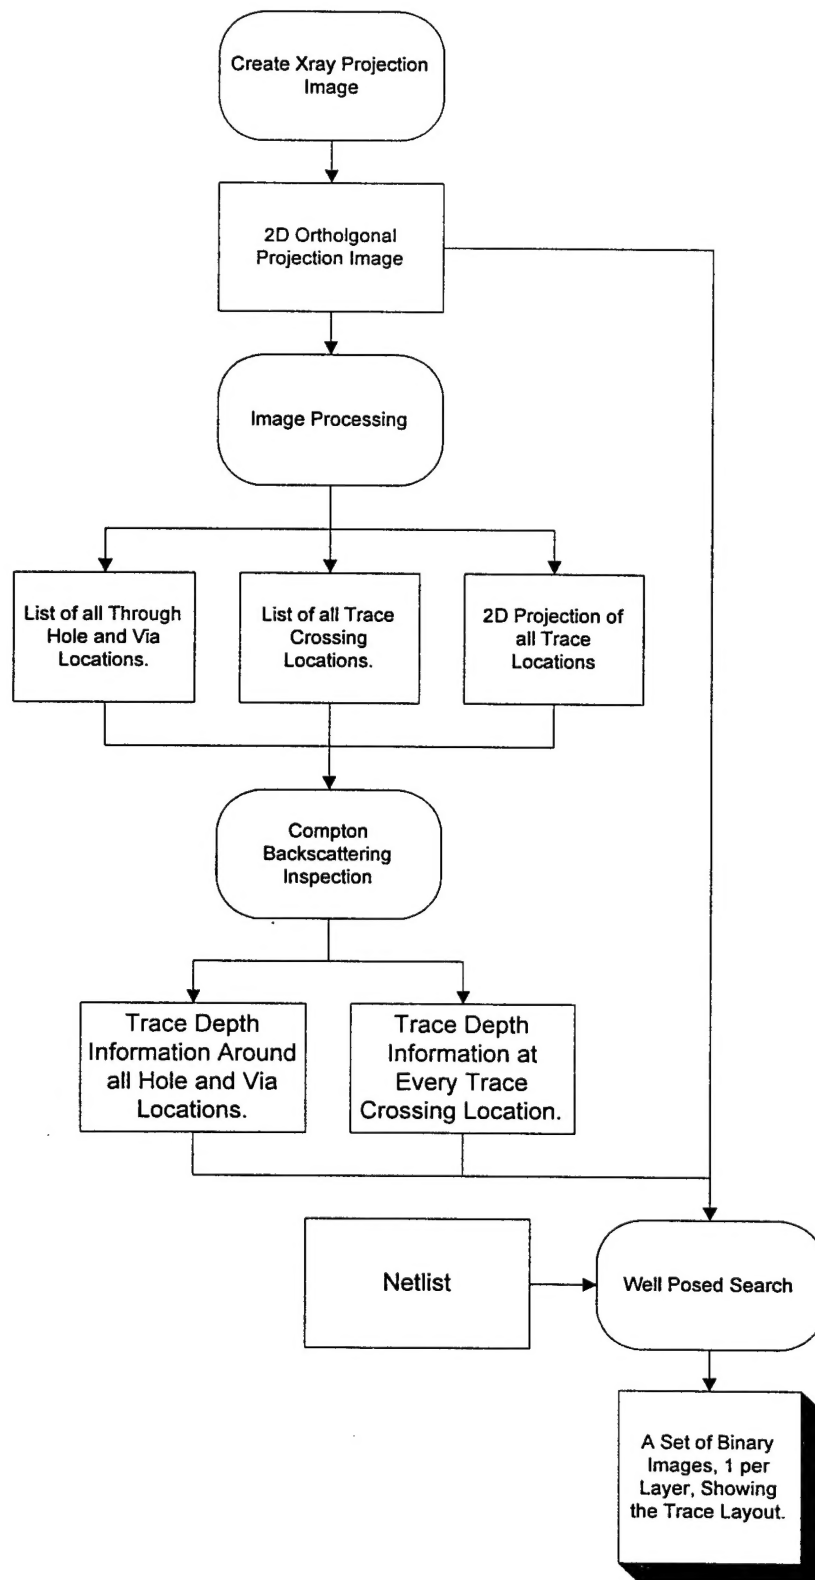 Create Xray Projection
Image
2D Ortholgonal
Projection Image
Image Processing
List of all Through
Hole and Via
Locations.
List of all Trace
Crossing
Locations.
2D Projection of
all Trace
Locations
Compton
Backscattering
Inspection
Trace Depth
Information Around
all Hole and Via
Locations.
Trace Depth
Information at
Every Trace
Crossing Location.
Netlist
Well Posed Search
A Set of Binary
Images, 1 per
Layer, Showing
the Trace Layout.